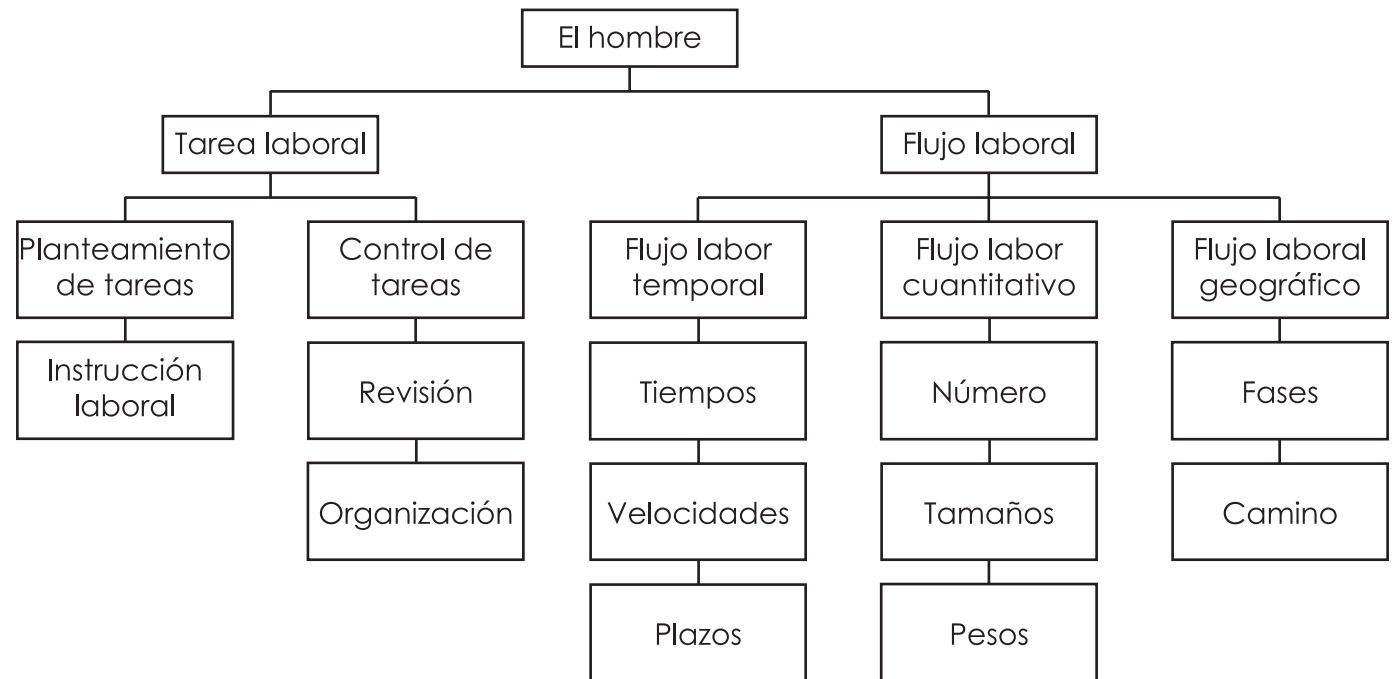 El hombre
Tarea laboral
Flujo laboral
Planteamiento
de tareas
Control de
tareas
Flujo labor
temporal
Flujo labor
cuantitativo
Flujo laboral
geográfico
Instrucción
laboral
Revisión
Tiempos
Número
Fases
Organización
Velocidades
Tamaños
Camino
Plazos
Pesos